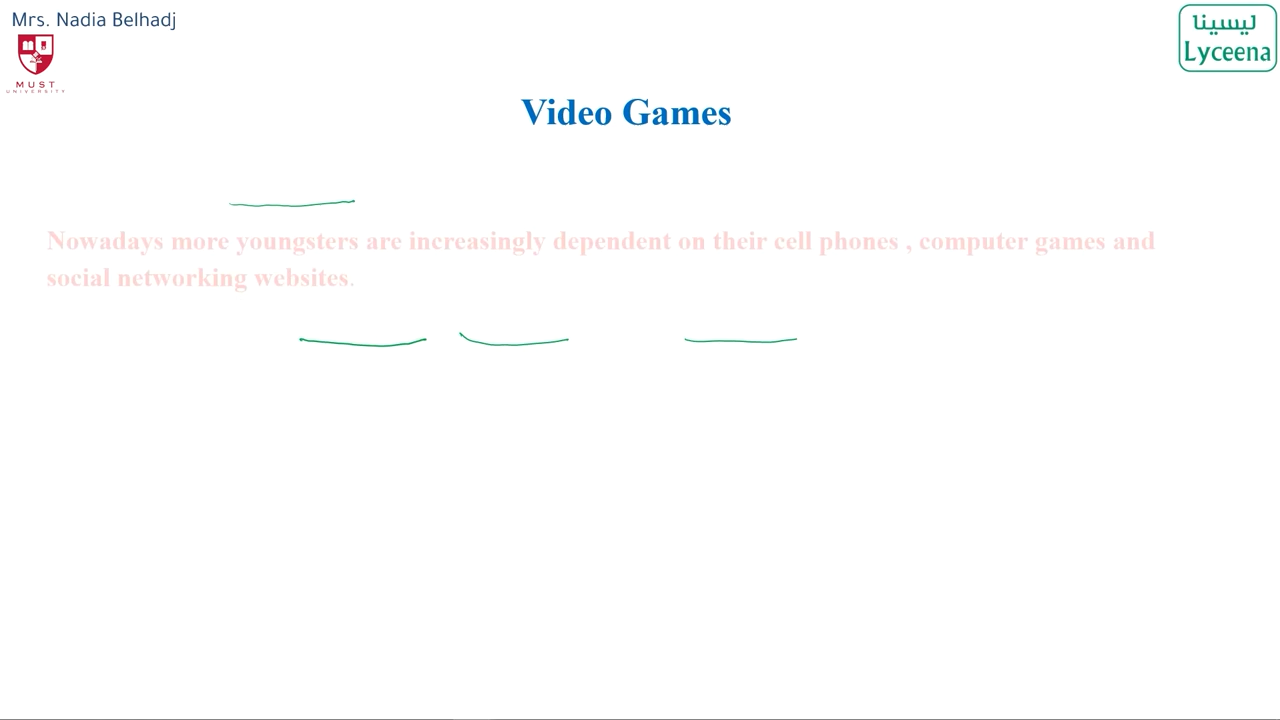 Mrs. Nadia Belhadj
ليسينا
Lyceena
MUST
UNIVERSITY
Video Games
Nowadays more youngsters are increasingly dependent on their cell phones , computer games and
social networking websites.